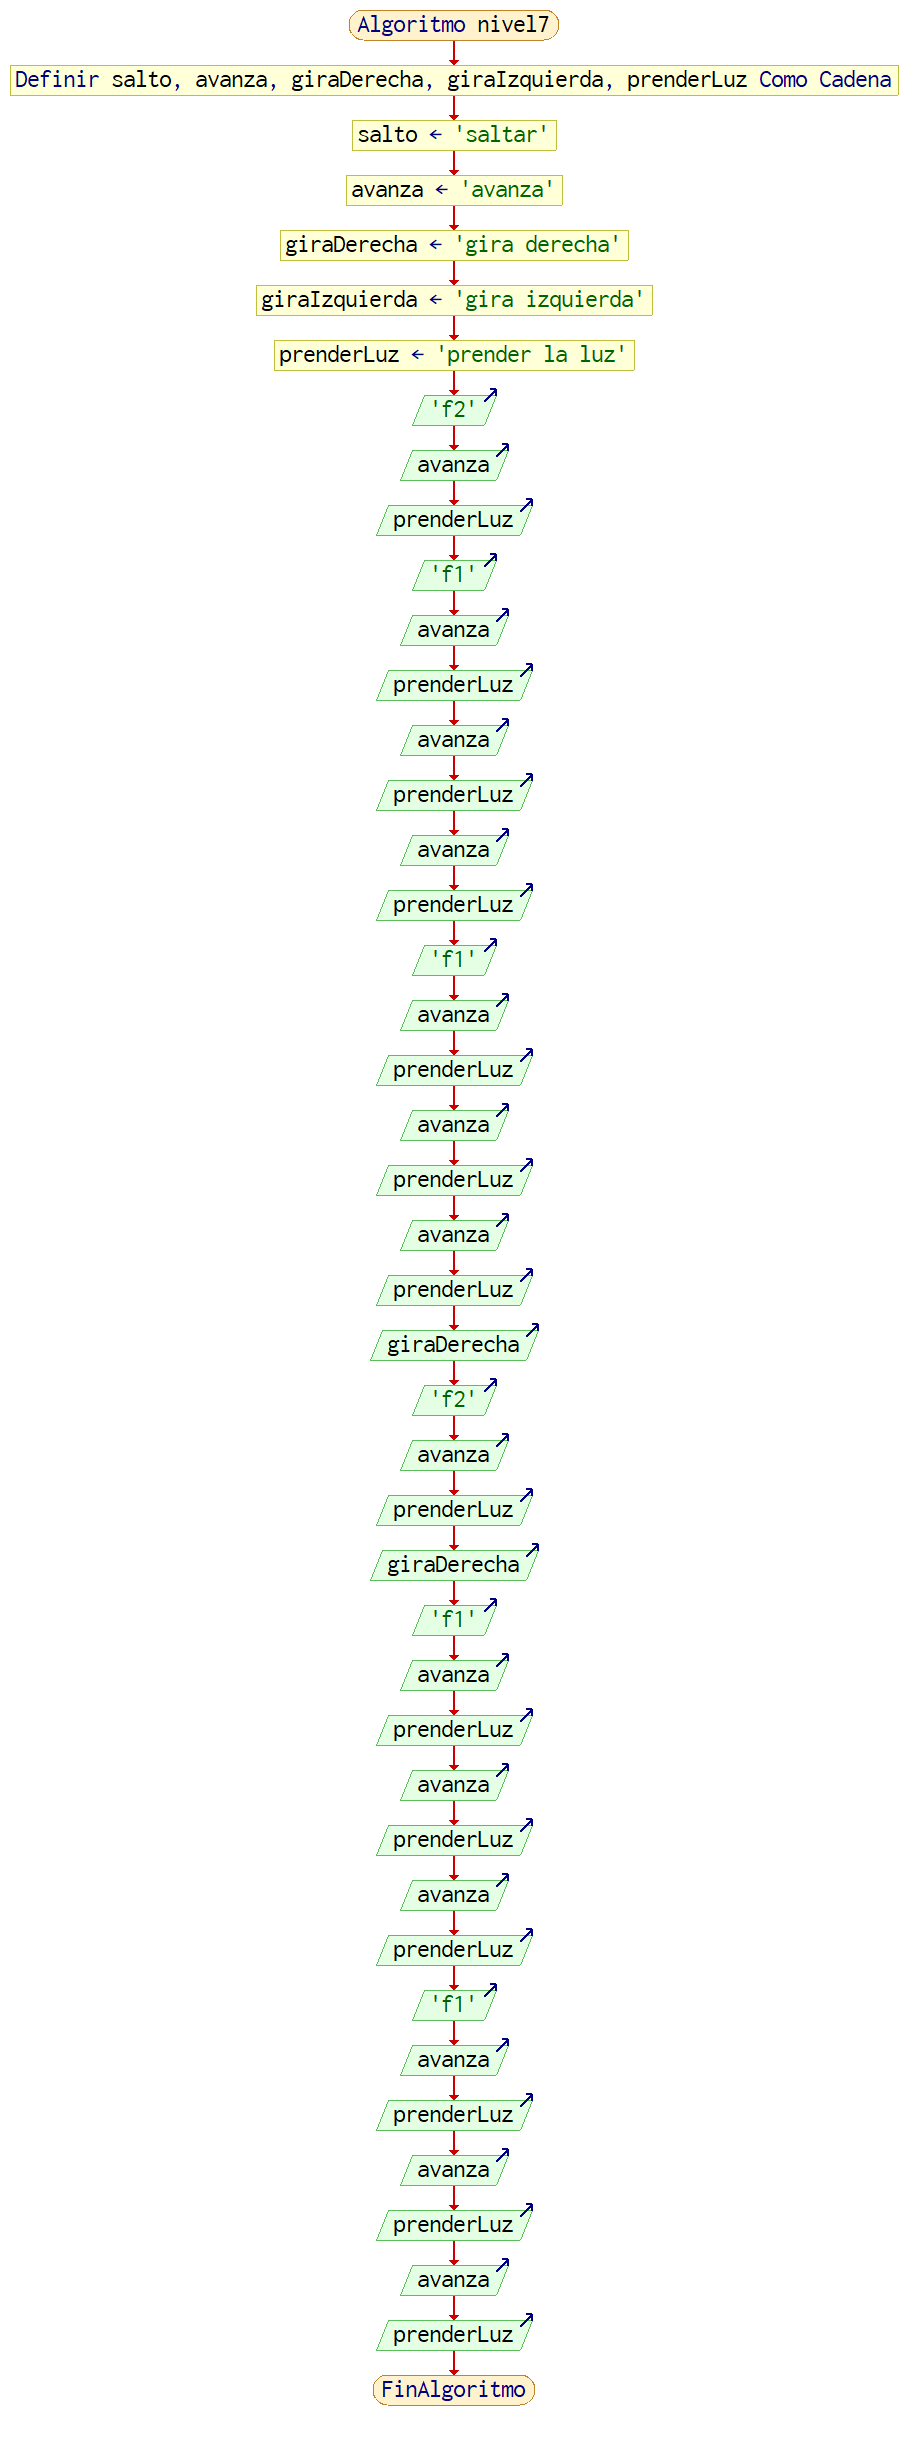 Algoritmo nivel7
Definir salto, avanza, giraDerecha, giraIzquierda, prenderLuz Como Cadena
salto ← 'saltar'
avanza ← 'avanza'
giraDerecha ← 'gira derecha'
giraIzquierda ← 'gira izquierda'
prenderLuz ← 'prender la luz'
'f2'
avanza
prenderLuz
'f1'
avanza
prenderLuz
avanza
prenderLuz
avanza
prenderLuz
'f1'
avanza
prenderLuz
avanza
prenderLuz
avanza
prenderLuz
giraDerecha
'f2'
avanza
prenderLuz
giraDerecha
'f1'
avanza
prenderLuz
avanza
prenderLuz
avanza
prenderLuz
'f1'
avanza
prenderLuz
avanza
prenderLuz
avanza
prenderLuz
FinAlgoritmo